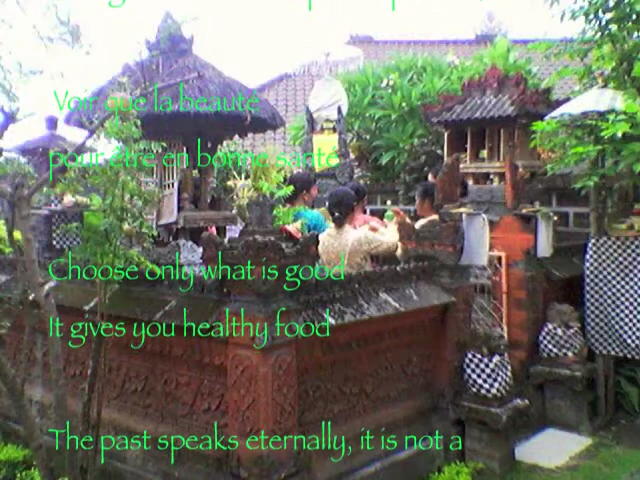 Voir que la beauté
pour être en bonne santé
Choose only what is good
It gives you healthy food
The past speaks eternally, it is not a